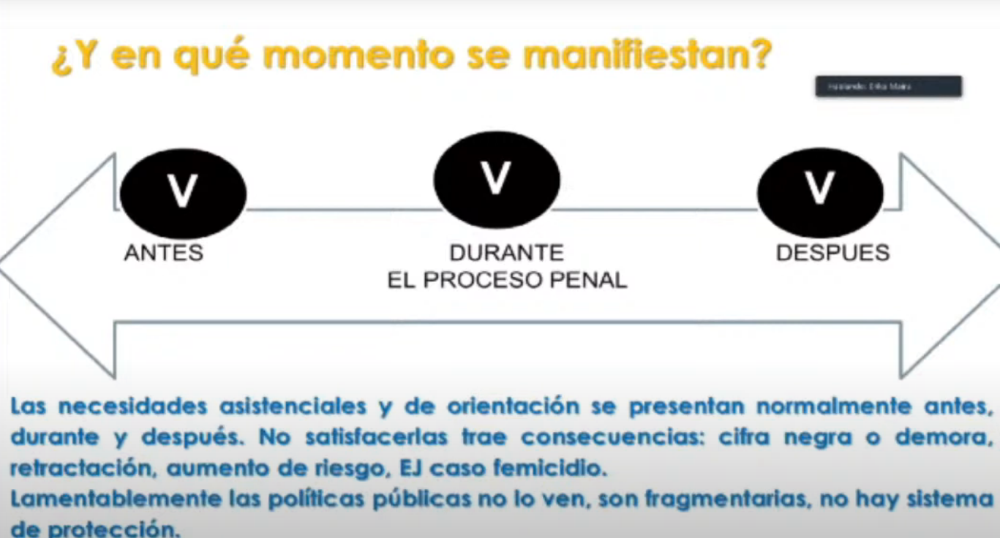 ¿Y en qué momento se manifiestan?
V
V
V
ANTES
DURANTE
DESPUES
EL PROCESO PENAL
Las necesidades asistenciales y de orientación se presentan normalmente antes,
durante y después. No satisfacerlas trae consecuencias: cifra negra o demora,
retractación, aumento de riesgo, EJ caso femicidio.
Lamentablemente las políticas públicas no lo ven, son fragmentarias, no hay sistema
de protección.